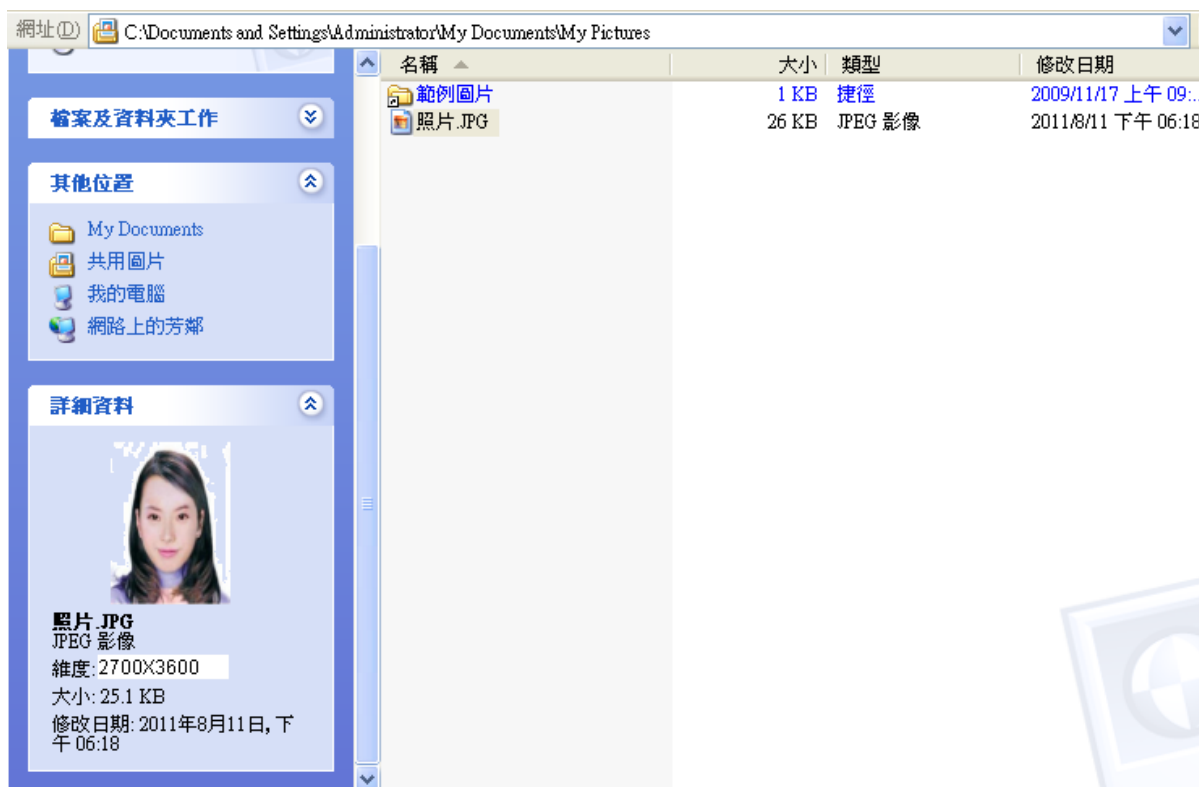 網址(D) C:\Documents and Settings\Administrator\My Documents\My Pictures
名稱 大小 類型 修改日期
範例圖片 1 KB 捷徑 2009/11/17 上午 09:...
照片.JPG 26 KB JPEG 影像 2011/8/11 下午 06:18
檔案及資料夾工作
其他位置
My Documents
共用圖片
我的電腦
網路上的芳鄰
詳細資料
照片.JPG
JPEG 影像
維度: 2700X3600
大小: 25.1 KB
修改日期: 2011年8月11日, 下
午 06:18